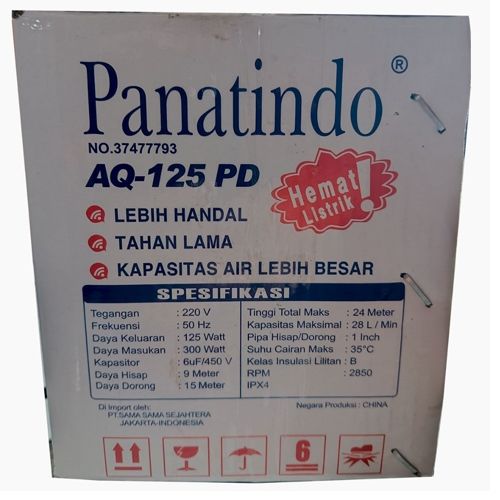 Panatindo ®
NO.37477793
AQ-125 PD
Hemat
Listrik !
LEBIH HANDAL
TAHAN LAMA
KAPASITAS AIR LEBIH BESAR
SPESIFIKASI
Tegangan : 220 V
Frekuensi : 50 Hz
Daya Keluaran : 125 Watt
Daya Masukan : 300 Watt
Kapasitor : 6uF/450 V
Daya Hisap : 9 Meter
Daya Dorong : 15 Meter
Tinggi Total Maks : 24 Meter
Kapasitas Maksimal : 28 L / Min
Pipa Hisap/Dorong : 1 Inch
Suhu Cairan Maks : 35°C
Kelas Insulasi Lilitan : B
RPM : 2850
IPX4
Di Import oleh:
PT.SAMA SAMA SEJAHTERA
JAKARTA-INDONESIA
Negara Produksi : CHINA
6